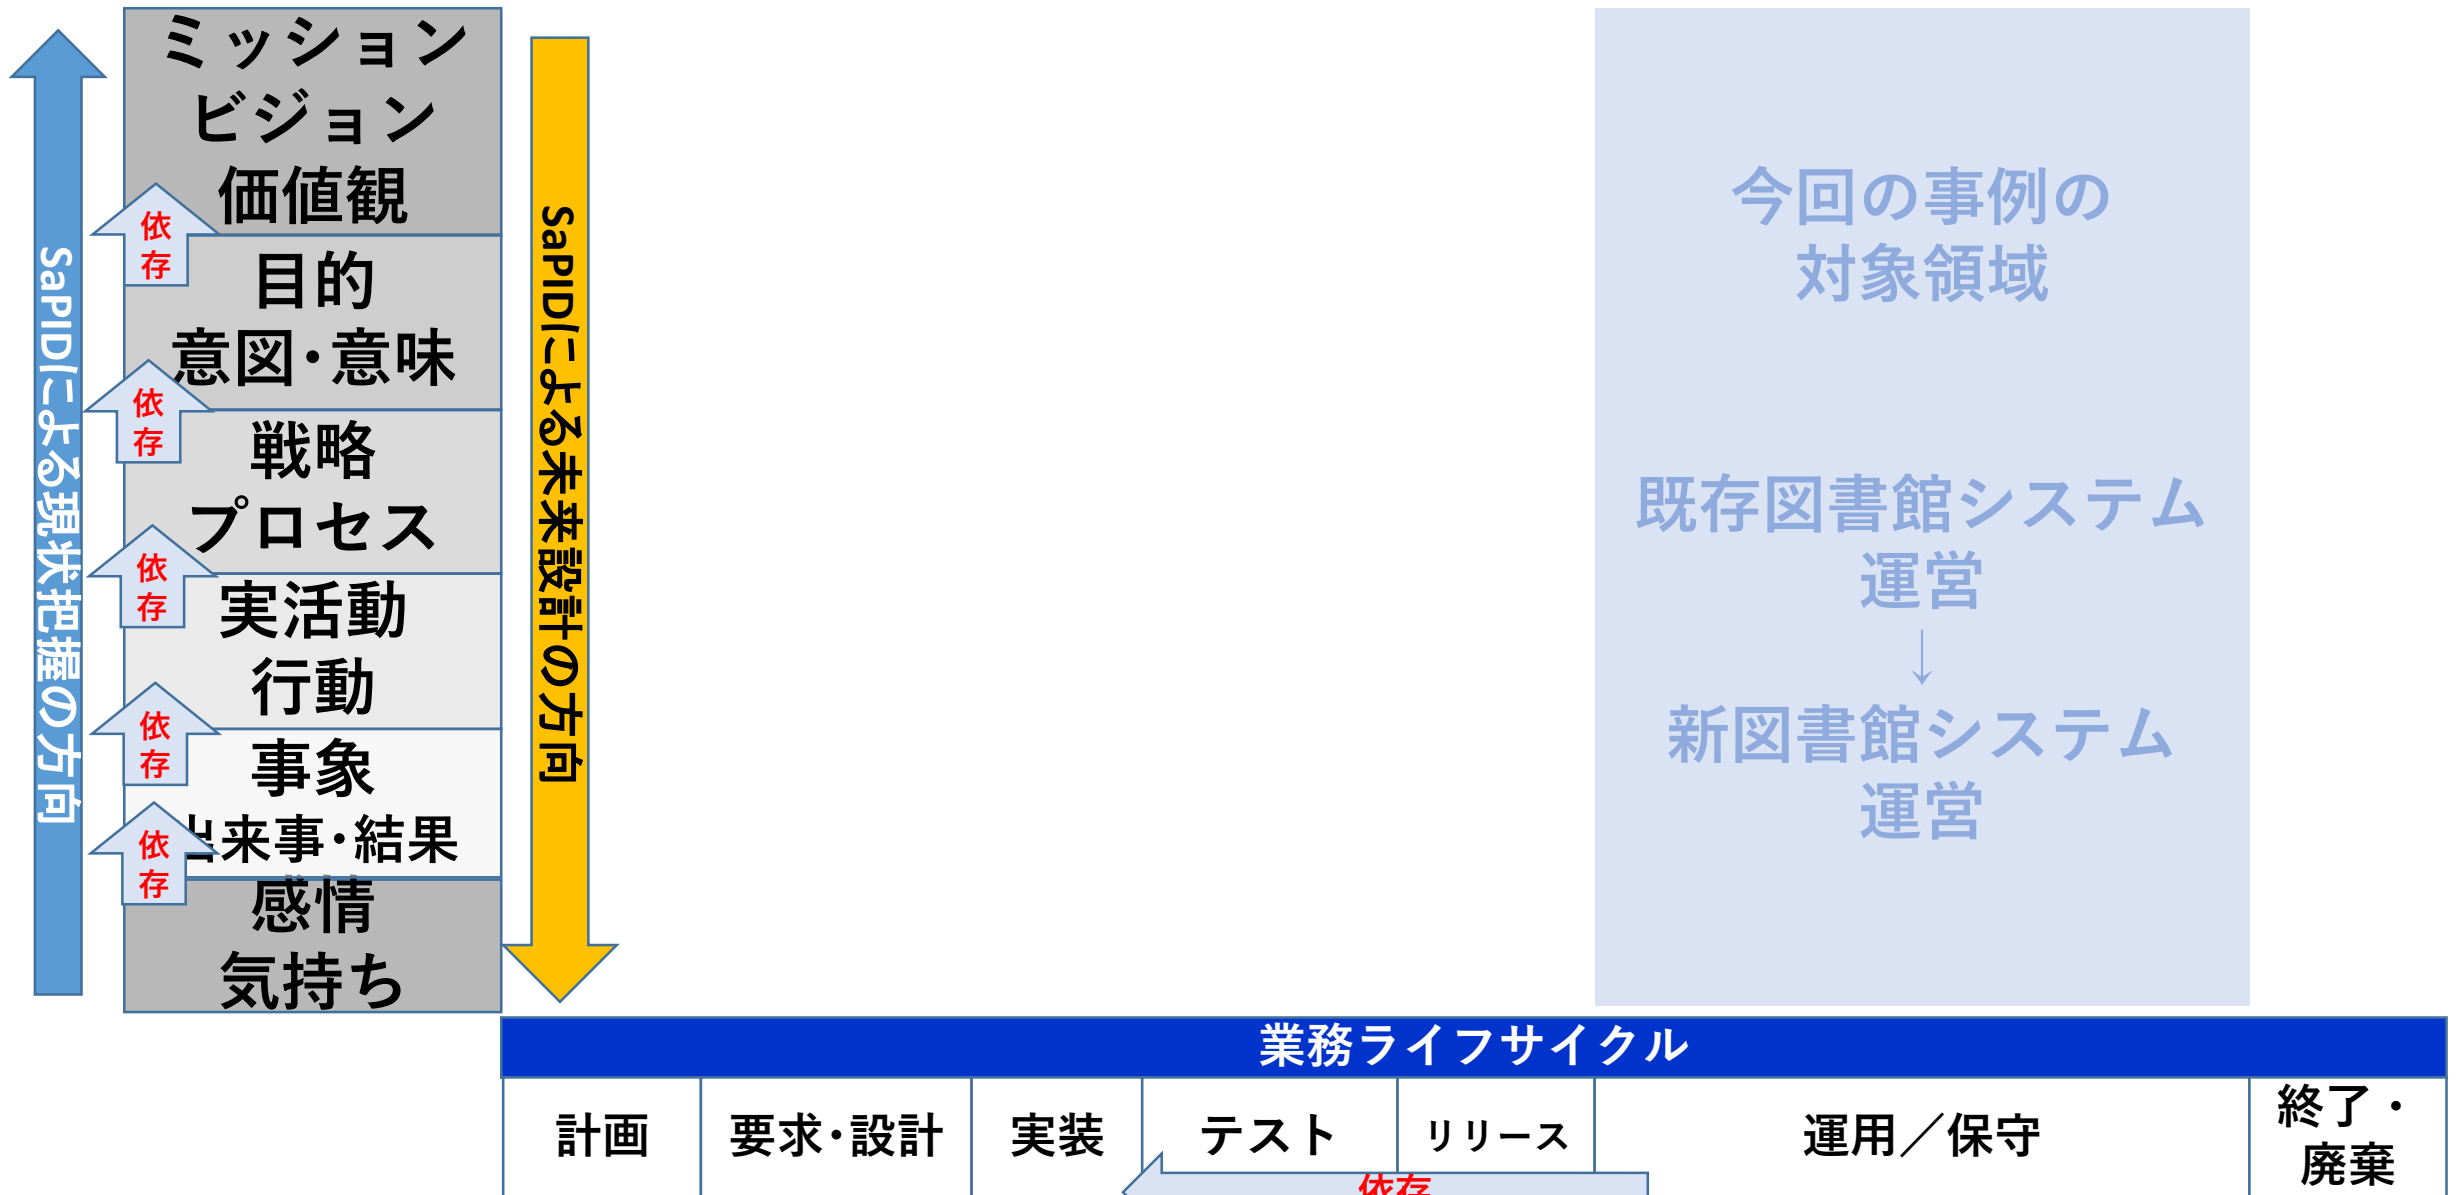 SaPIDによる現状把握の方向
ミッション
ビジョン
価値観
依
存
目的
意図・意味
依
存
戦略
プロセス
依
存
実活動
行動
依
存
事象
出来事・結果
依
存
感情
気持ち
SaPIDによる未来設計の方向
今回の事例の
対象領域
既存図書館システム
運営
↓
新図書館システム
運営
業務ライフサイクル
計画
要求・設計
実装
テスト
リリース
運用／保守
終了・
廃棄
依存